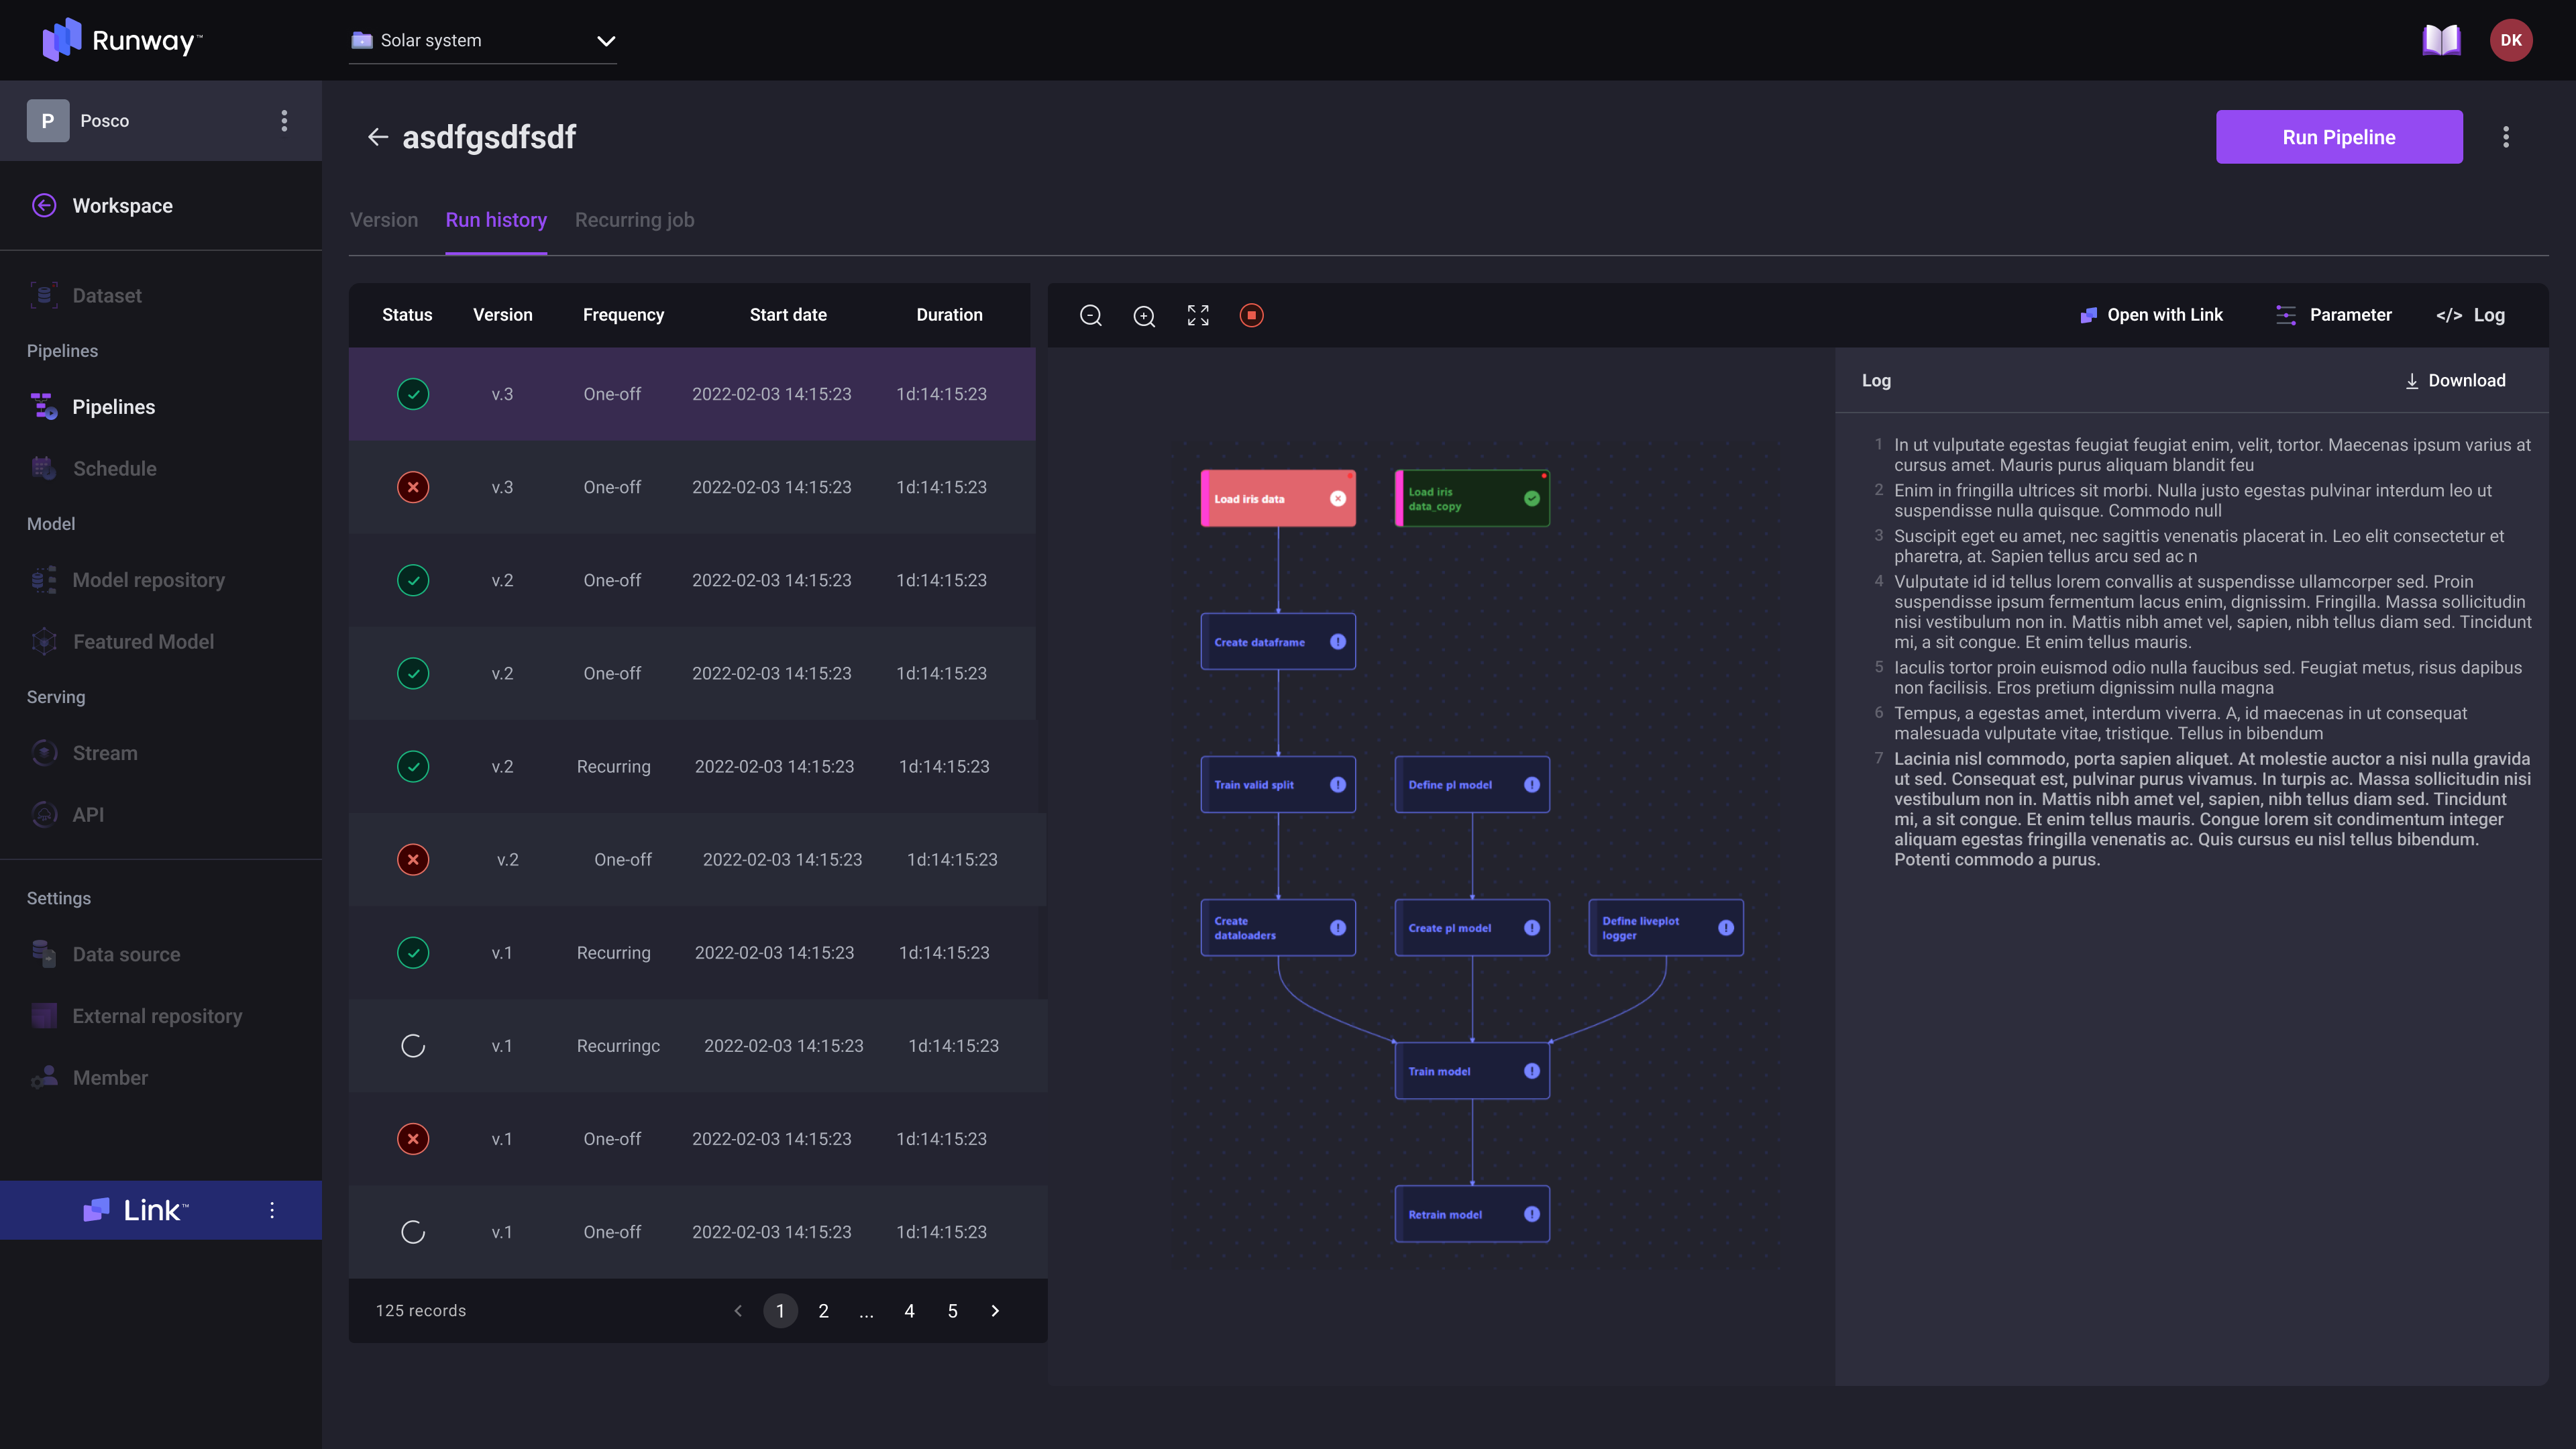 Runway™
Solar system
DK
P
Posco
asdfgsdfsdf
Run Pipeline
Workspace
Version
Run history
Recurring job
Dataset
Pipelines
Pipelines
Schedule
Model
Model repository
Featured Model
Serving
Stream
API
Settings
Data source
External repository
Member
Link™
Status Version Frequency Start date Duration
v.3 One-off 2022-02-03 14:15:23 1d:14:15:23
v.3 One-off 2022-02-03 14:15:23 1d:14:15:23
v.2 One-off 2022-02-03 14:15:23 1d:14:15:23
v.2 One-off 2022-02-03 14:15:23 1d:14:15:23
v.2 Recurring 2022-02-03 14:15:23 1d:14:15:23
v.2 One-off 2022-02-03 14:15:23 1d:14:15:23
v.1 Recurring 2022-02-03 14:15:23 1d:14:15:23
v.1 Recurringc 2022-02-03 14:15:23 1d:14:15:23
v.1 One-off 2022-02-03 14:15:23 1d:14:15:23
v.1 One-off 2022-02-03 14:15:23 1d:14:15:23
125 records
1 2 ... 4 5
Open with Link
Parameter
</> Log
Load iris data
Load iris
data_copy
Create dataframe
Train valid split
Define pl model
Create
dataloaders
Create pl model
Define liveplot
logger
Train model
Retrain model
Log
Download
1 In ut vulputate egestas feugiat feugiat enim, velit, tortor. Maecenas ipsum varius at
cursus amet. Mauris purus aliquam blandit feu
2 Enim in fringilla ultrices sit morbi. Nulla justo egestas pulvinar interdum leo ut
suspendisse nulla quisque. Commodo null
3 Suscipit eget eu amet, nec sagittis venenatis placerat in. Leo elit consectetur et
pharetra, at. Sapien tellus arcu sed ac n
4 Vulputate id id tellus lorem convallis at suspendisse ullamcorper sed. Proin
suspendisse ipsum fermentum lacus enim, dignissim. Fringilla. Massa sollicitudin
nisi vestibulum non in. Mattis nibh amet vel, sapien, nibh tellus diam sed. Tincidunt
mi, a sit congue. Et enim tellus mauris.
5 Iaculis tortor proin euismod odio nulla faucibus sed. Feugiat metus, risus dapibus
non facilisis. Eros pretium dignissim nulla magna
6 Tempus, a egestas amet, interdum viverra. A, id maecenas in ut consequat
malesuada vulputate vitae, tristique. Tellus in bibendum
7 Lacinia nisl commodo, porta sapien aliquet. At molestie auctor a nisi nulla gravida
ut sed. Consequat est, pulvinar purus vivamus. In turpis ac. Massa sollicitudin nisi
vestibulum non in. Mattis nibh amet vel, sapien, nibh tellus diam sed. Tincidunt
mi, a sit congue. Et enim tellus mauris. Congue lorem sit condimentum integer
aliquam egestas fringilla venenatis ac. Quis cursus eu nisl tellus bibendum.
Potenti commodo a purus.